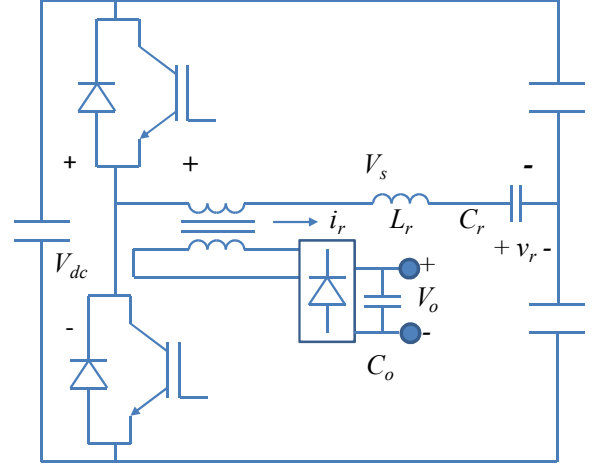 + + V_s -
i_r L_r C_r
+ v_r -
V_dc
+
V_o
- -
C_o